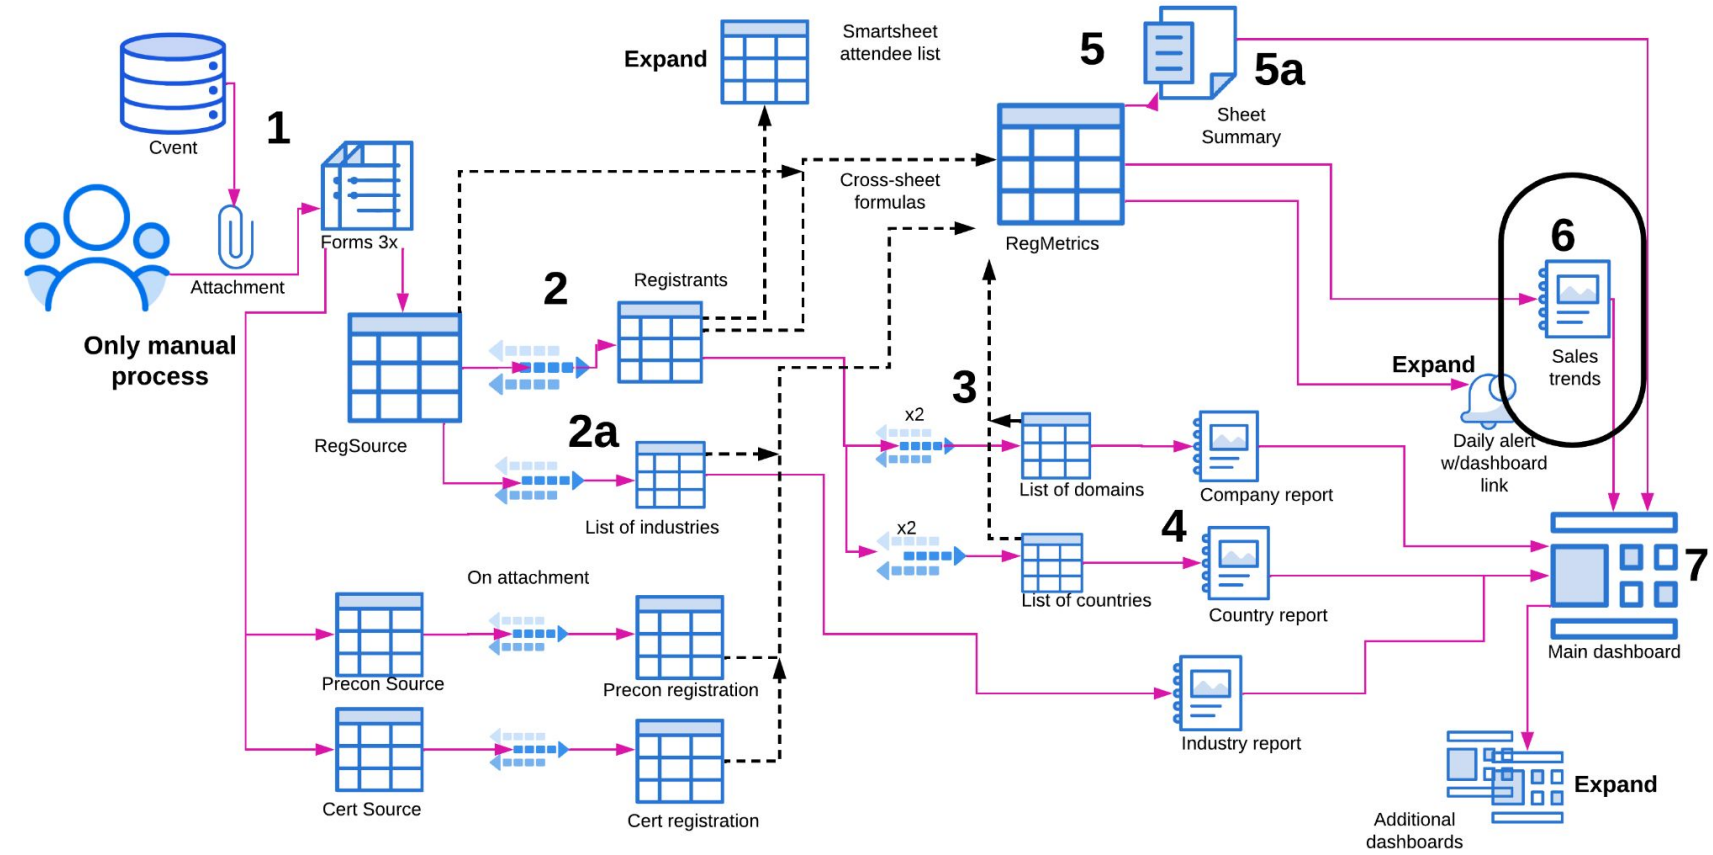 Cvent
1
Attachment
Only manual
process
Forms 3x
RegSource
2
Registrants
Expand
Smartsheet
attendee list
Cross-sheet
formulas
5
5a
Sheet
Summary
RegMetrics
6
Sales
trends
Expand
Daily alert
w/dashboard
link
2a
List of industries
3
x2
List of domains
Company report
x2
4
List of countries
Country report
7
Main dashboard
On attachment
Precon Source
Precon registration
Cert Source
Cert registration
Industry report
Expand
Additional
dashboards